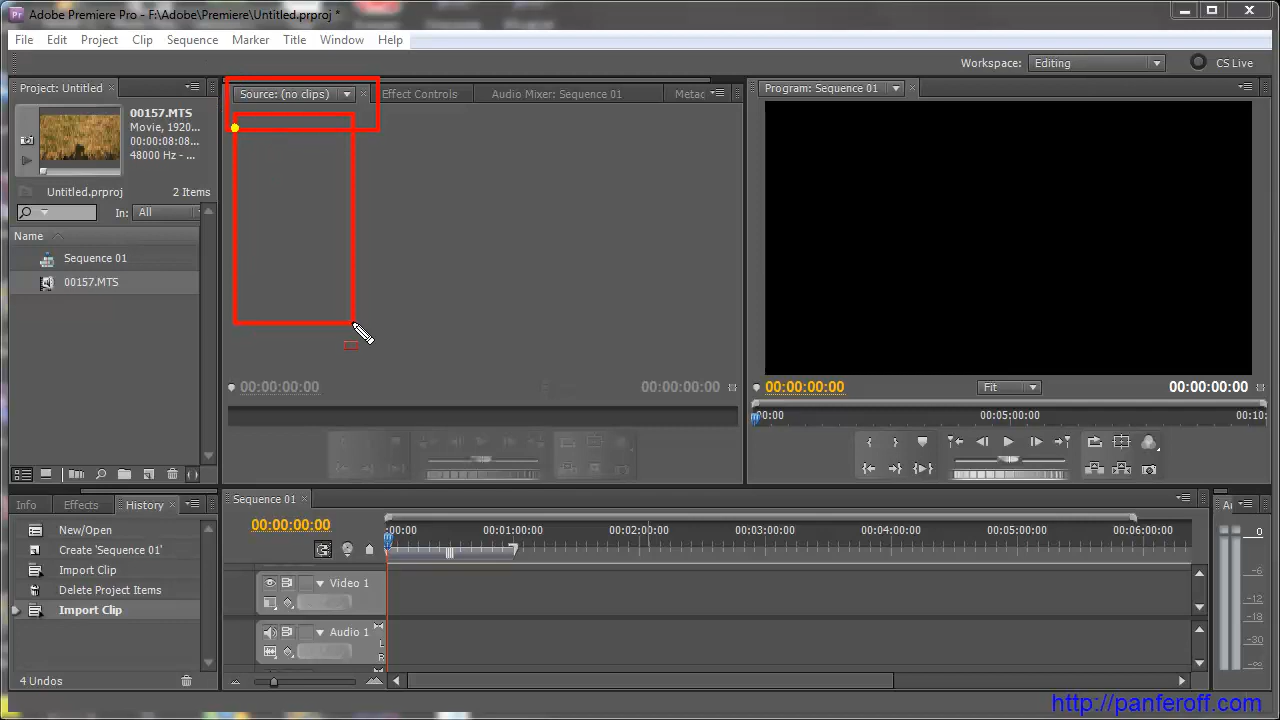 Adobe Premiere Pro - F:\Adobe\Premiere\Untitled.prproj *
File Edit Project Clip Sequence Marker Title Window Help
Workspace: Editing CS Live
Project: Untitled
00157.MTS
Movie, 1920...
00:00:08:08...
48000 Hz - ...
Untitled.prproj 2 Items
In: All
Name
Sequence 01
00157.MTS
Source: (no clips) Effect Controls Audio Mixer: Sequence 01 Metac
00:00:00:00 00:00:00:00
Program: Sequence 01
00:00:00:00 Fit 00:00:00:00
00:00 00:05:00:00 00:10:
Info Effects History
New/Open
Create 'Sequence 01'
Import Clip
Delete Project Items
Import Clip
4 Undos
Sequence 01
00:00:00:00
:00:00 00:01:00:00 00:02:00:00 00:03:00:00 00:04:00:00 00:05:00:00 00:06:00:00
Video 1
Audio 1
L
R
0
-6
-12
-18
-30
-∞
http://panferoff.com